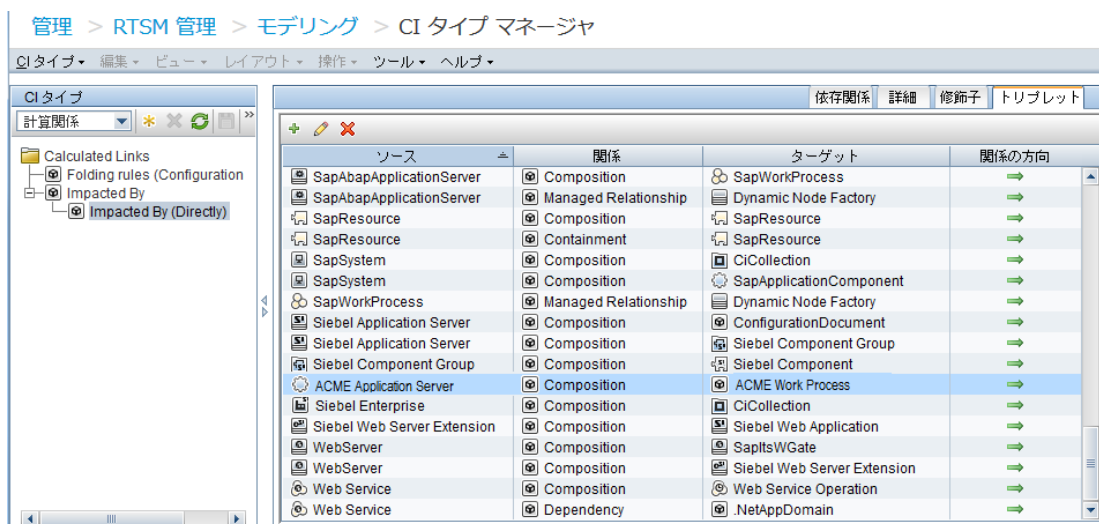 管理 > RTSM 管理 > モデリング > CI タイプ マネージャ
CI タイプ 編集 ビュー レイアウト 操作 ツール ヘルプ
CI タイプ
計算関係 »
Calculated Links
Folding rules (Configuration
Impacted By
Impacted By (Directly)
依存関係 詳細 修飾子 トリプレット
ソース 関係 ターゲット 関係の方向
SapAbapApplicationServer Composition SapWorkProcess
SapAbapApplicationServer Managed Relationship Dynamic Node Factory
SapResource Composition SapResource
SapResource Containment SapResource
SapSystem Composition CiCollection
SapSystem Composition SapApplicationComponent
SapWorkProcess Managed Relationship Dynamic Node Factory
Siebel Application Server Composition ConfigurationDocument
Siebel Application Server Composition Siebel Component Group
Siebel Component Group Composition Siebel Component
ACME Application Server Composition ACME Work Process
Siebel Enterprise Composition CiCollection
Siebel Web Server Extension Composition Siebel Web Application
WebServer Composition SapItsWGate
WebServer Composition Siebel Web Server Extension
Web Service Composition Web Service Operation
Web Service Dependency .NetAppDomain